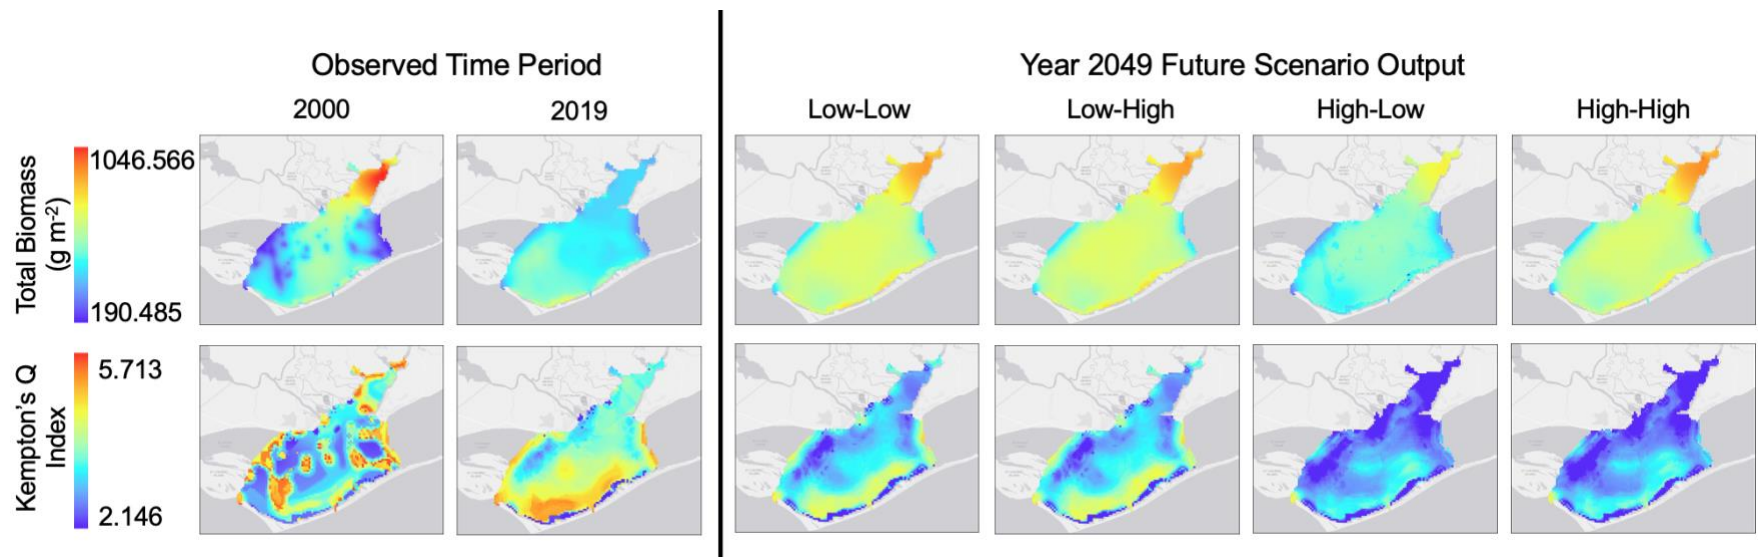 Observed Time Period
Year 2049 Future Scenario Output
2000
2019
Low-Low
Low-High
High-Low
High-High
Total Biomass
(g m⁻²)
1046.566
190.485
Kempton's Q
Index
5.713
2.146